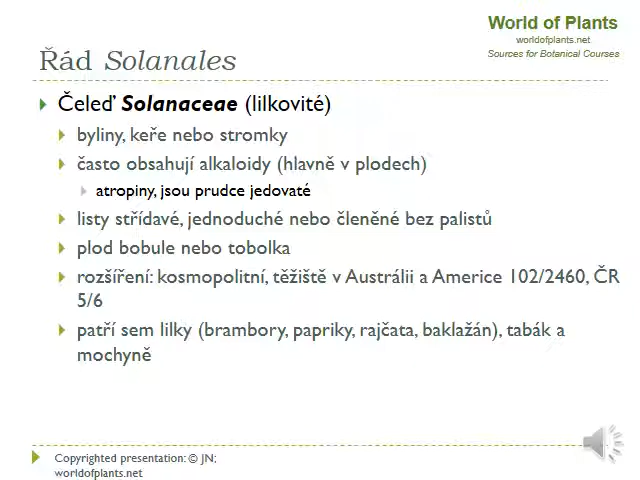 World of Plants
worldofplants.net
Sources for Botanical Courses
Řád Solanales
Čeleď Solanaceae (lilkovité)
byliny, keře nebo stromky
často obsahují alkaloidy (hlavně v plodech)
atropiny, jsou prudce jedovaté
listy střídavé, jednoduché nebo členěné bez palistů
plod bobule nebo tobolka
rozšíření: kosmopolitní, těžiště v Austrálii a Americe 102/2460, ČR
5/6
patří sem lilky (brambory, papriky, rajčata, baklažán), tabák a
mochyně
Copyrighted presentation: © JN;
worldofplants.net